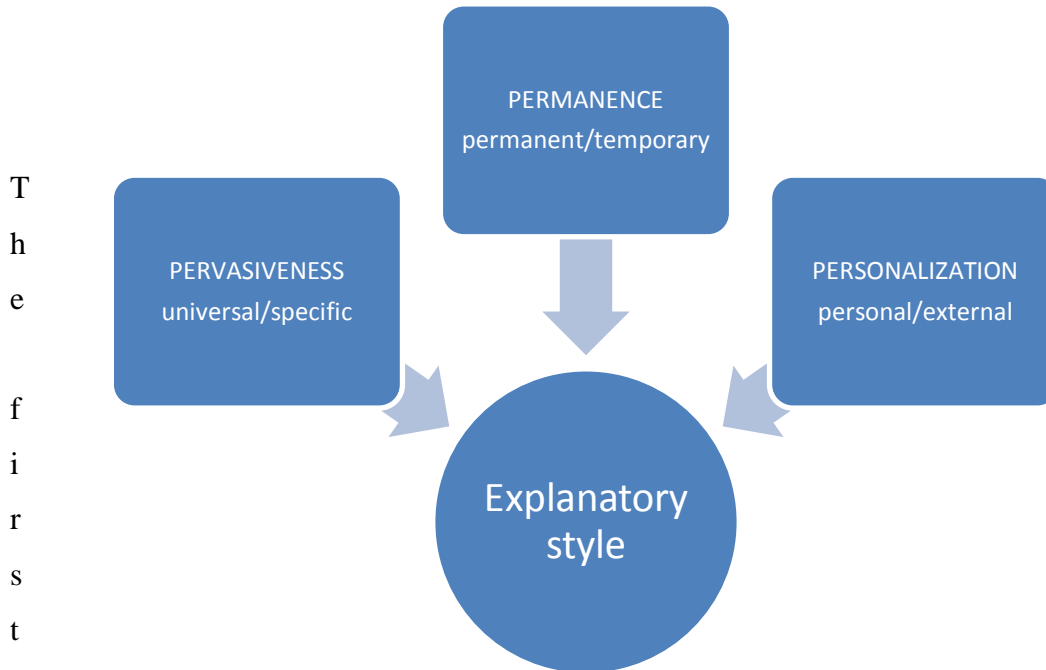 T
h
e
f
i
r
s
t
PERMANENCE
permanent/temporary
PERVASIVENESS
universal/specific
PERSONALIZATION
personal/external
Explanatory
style